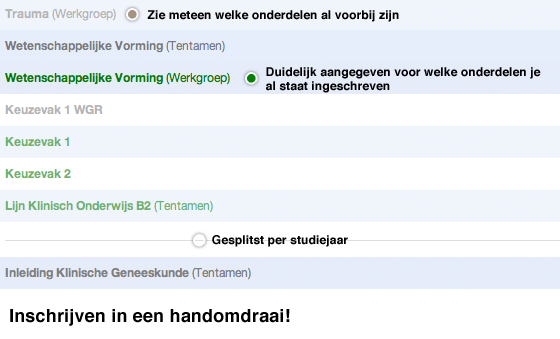 Trauma (Werkgroep) Zie meteen welke onderdelen al voorbij zijn
Wetenschappelijke Vorming (Tentamen)
Wetenschappelijke Vorming (Werkgroep) Duidelijk aangegeven voor welke onderdelen je
al staat ingeschreven
Keuzevak 1 WGR
Keuzevak 1
Keuzevak 2
Lijn Klinisch Onderwijs B2 (Tentamen)
Gesplitst per studiejaar
Inleiding Klinische Geneeskunde (Tentamen)
Inschrijven in een handomdraai!